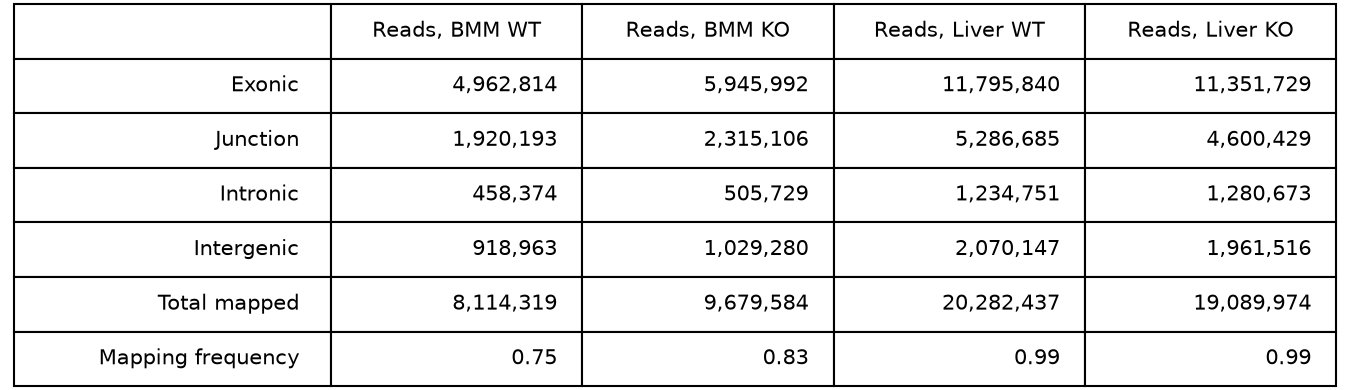 Reads, BMM WT Reads, BMM KO Reads, Liver WT Reads, Liver KO
Exonic 4,962,814 5,945,992 11,795,840 11,351,729
Junction 1,920,193 2,315,106 5,286,685 4,600,429
Intronic 458,374 505,729 1,234,751 1,280,673
Intergenic 918,963 1,029,280 2,070,147 1,961,516
Total mapped 8,114,319 9,679,584 20,282,437 19,089,974
Mapping frequency 0.75 0.83 0.99 0.99